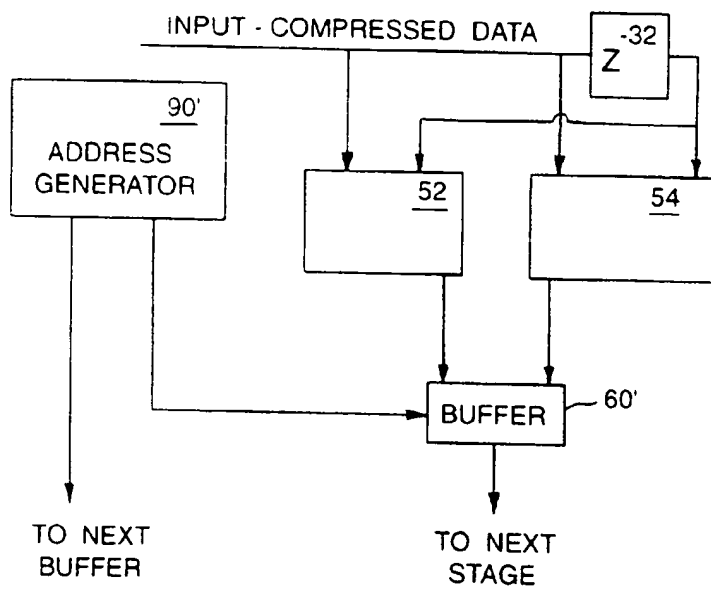 INPUT - COMPRESSED DATA
Z -32
90'
ADDRESS
GENERATOR
52
54
BUFFER
60'
TO NEXT
BUFFER
TO NEXT
STAGE